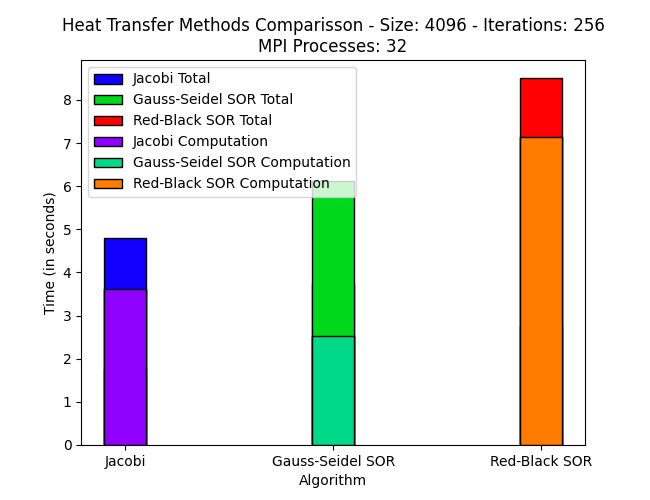 Heat Transfer Methods Comparisson - Size: 4096 - Iterations: 256
MPI Processes: 32
Jacobi Total
Gauss-Seidel SOR Total
Red-Black SOR Total
Jacobi Computation
Gauss-Seidel SOR Computation
Red-Black SOR Computation
Time (in seconds)
8
7
6
5
4
3
2
1
0
Jacobi
Gauss-Seidel SOR
Red-Black SOR
Algorithm